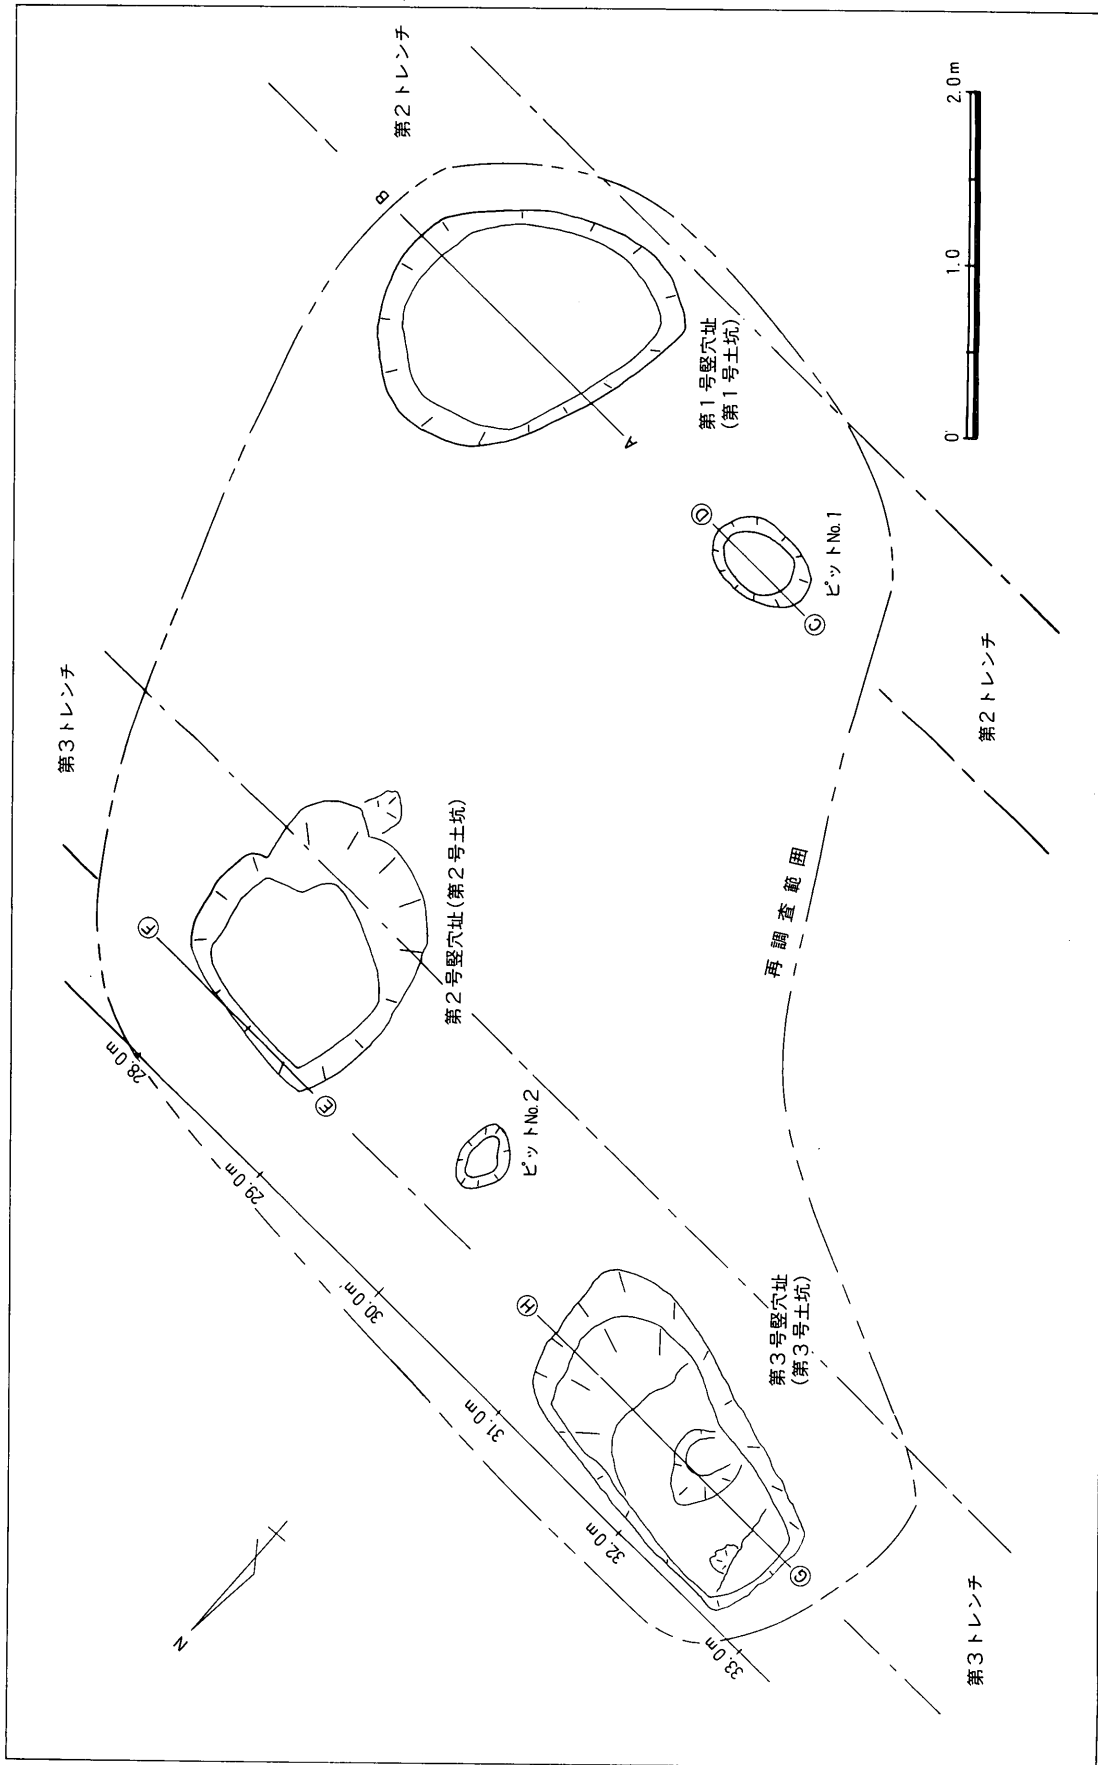 第3トレンチ
第2トレンチ
B
A
第1号竪穴址
(第1号土坑)
D
C
ピットNo.1
F
E
第2号竪穴址(第2号土坑)
ピットNo.2
H
G
第3号竪穴址
(第3号土坑)
28.0m
29.0m
30.0m
31.0m
32.0m
33.0m
再調査範囲
第2トレンチ
第3トレンチ
N
0 1.0 2.0m